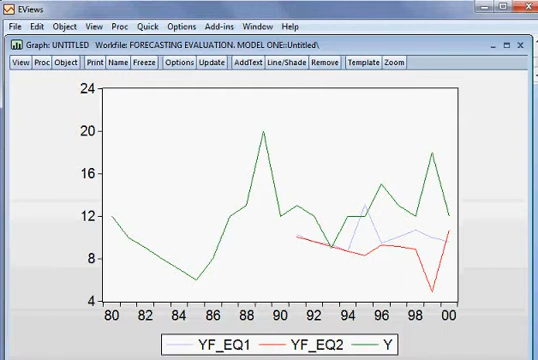 EViews
File Edit Object View Proc Quick Options Add-ins Window Help
Graph: UNTITLED Workfile: FORECASTING EVALUATION. MODEL ONE::Untitled\
View Proc Object Print Name Freeze Options Update AddText Line/Shade Remove Template Zoom
24
20
16
12
8
4
80 82 84 86 88 90 92 94 96 98 00
YF_EQ1 YF_EQ2 Y